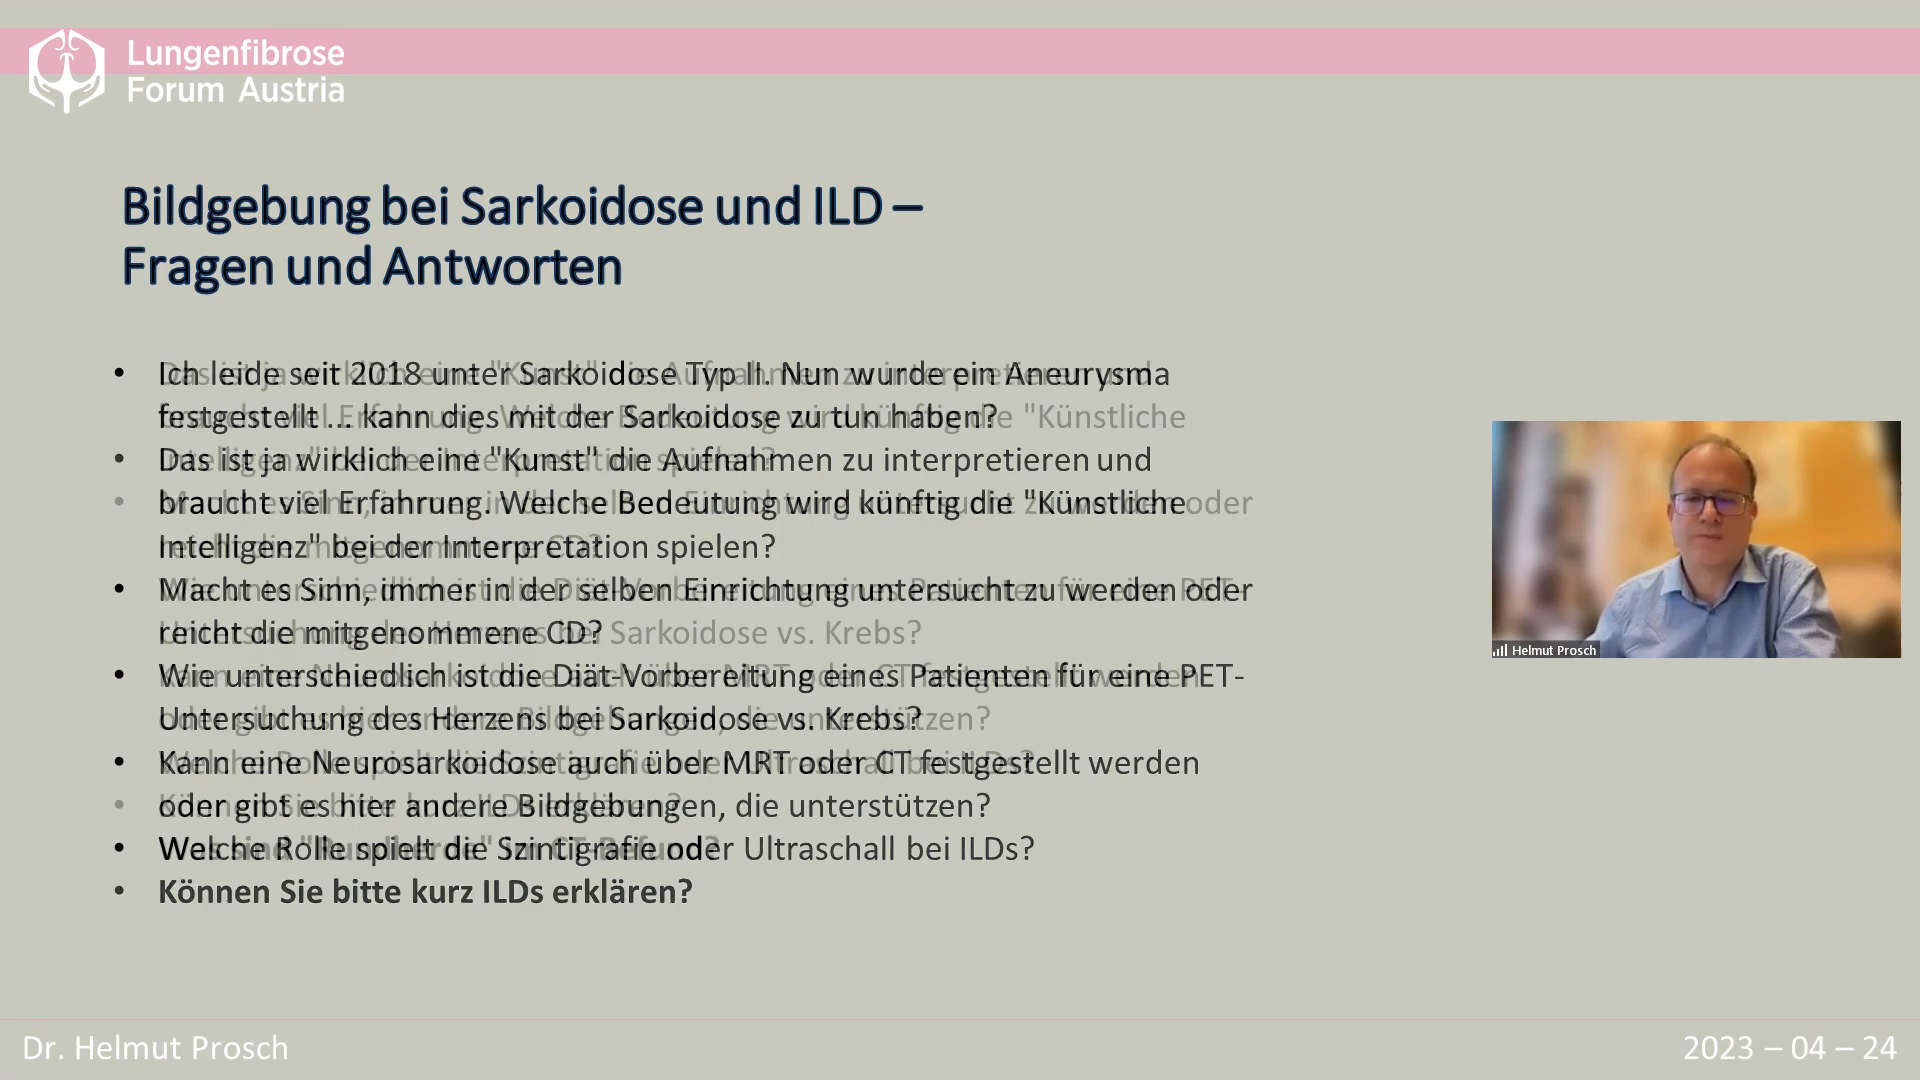 Lungenfibrose
Forum Austria
Bildgebung bei Sarkoidose und ILD –
Fragen und Antworten
• Ich leide seit 2018 unter Sarkoidose Typ II. Nun wurde ein Aneurysma
festgestellt ... kann dies mit der Sarkoidose zu tun haben?
• Das ist ja wirklich eine "Kunst" die Aufnahmen zu interpretieren und
braucht viel Erfahrung. Welche Bedeutung wird künftig die "Künstliche
Intelligenz" bei der Interpretation spielen?
• Macht es Sinn, immer in der selben Einrichtung untersucht zu werden oder
reicht die mitgenommene CD?
• Wie unterschiedlich ist die Diät-Vorbereitung eines Patienten für eine PET-
Untersuchung des Herzens bei Sarkoidose vs. Krebs?
• Kann eine Neurosarkoidose auch über MRT oder CT festgestellt werden
oder gibt es hier andere Bildgebungen, die unterstützen?
• Welche Rolle spielt die Szintigrafie oder Ultraschall bei ILDs?
• Können Sie bitte kurz ILDs erklären?
Helmut Prosch
Dr. Helmut Prosch
2023 – 04 – 24